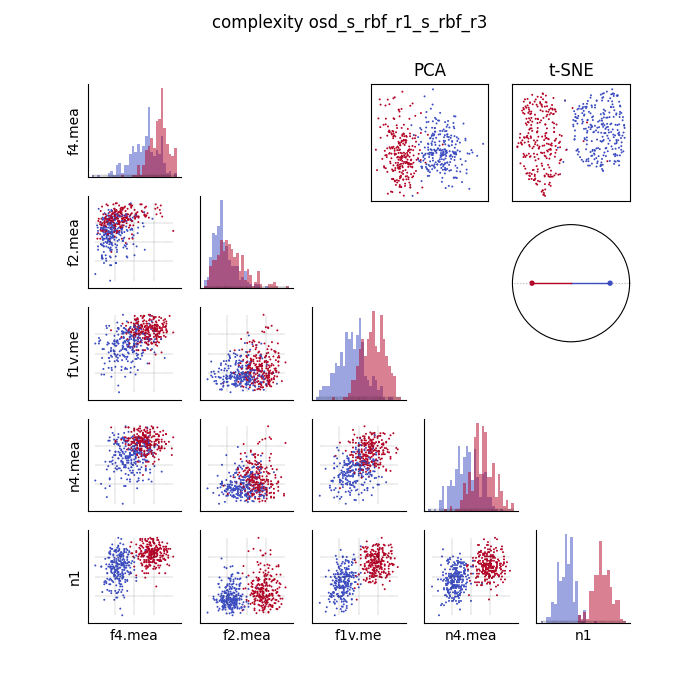 complexity osd_s_rbf_r1_s_rbf_r3
PCA
t-SNE
f4.mea
f2.mea
f1v.me
n4.mea
n1
f4.mea
f2.mea
f1v.me
n4.mea
n1